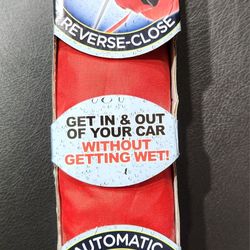 REVERSE-CLOSE
GET IN & OUT
OF YOUR CAR
WITHOUT
GETTING WET!
AUTOMATIC